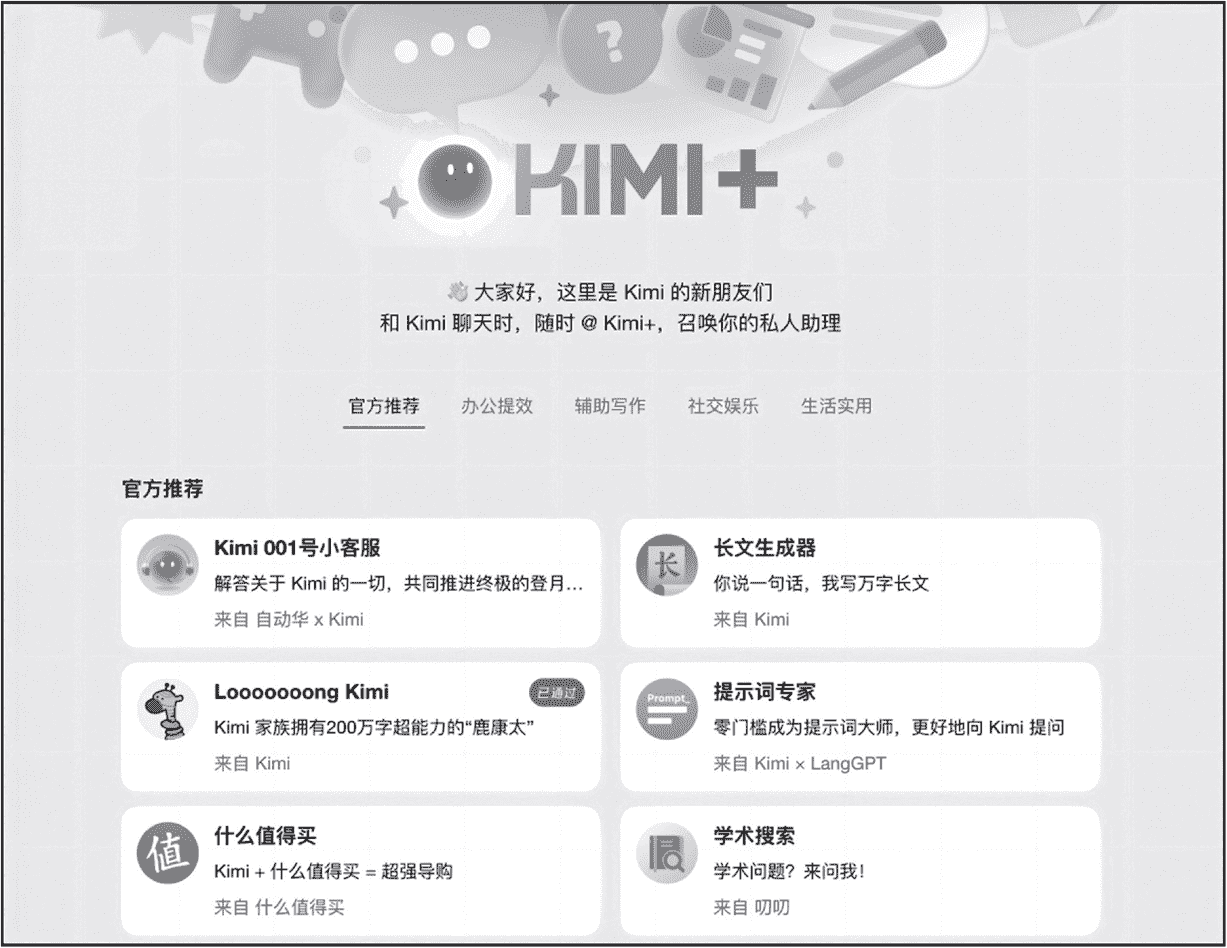 ?
KIMI+
👋 大家好，这里是 Kimi 的新朋友们
和 Kimi 聊天时，随时 @ Kimi+，召唤你的私人助理
官方推荐 办公提效 辅助写作 社交娱乐 生活实用
官方推荐
Kimi 001号小客服
解答关于 Kimi 的一切，共同推进终极的登月…
来自 自动华 x Kimi
长
长文生成器
你说一句话，我写万字长文
来自 Kimi
Looooooong Kimi
已通过
Kimi 家族拥有200万字超能力的“鹿康太”
来自 Kimi
Prompt
提示词专家
零门槛成为提示词大师，更好地向 Kimi 提问
来自 Kimi × LangGPT
值
什么值得买
Kimi + 什么值得买 = 超强导购
来自 什么值得买
学术搜索
学术问题？来问我！
来自 叨叨